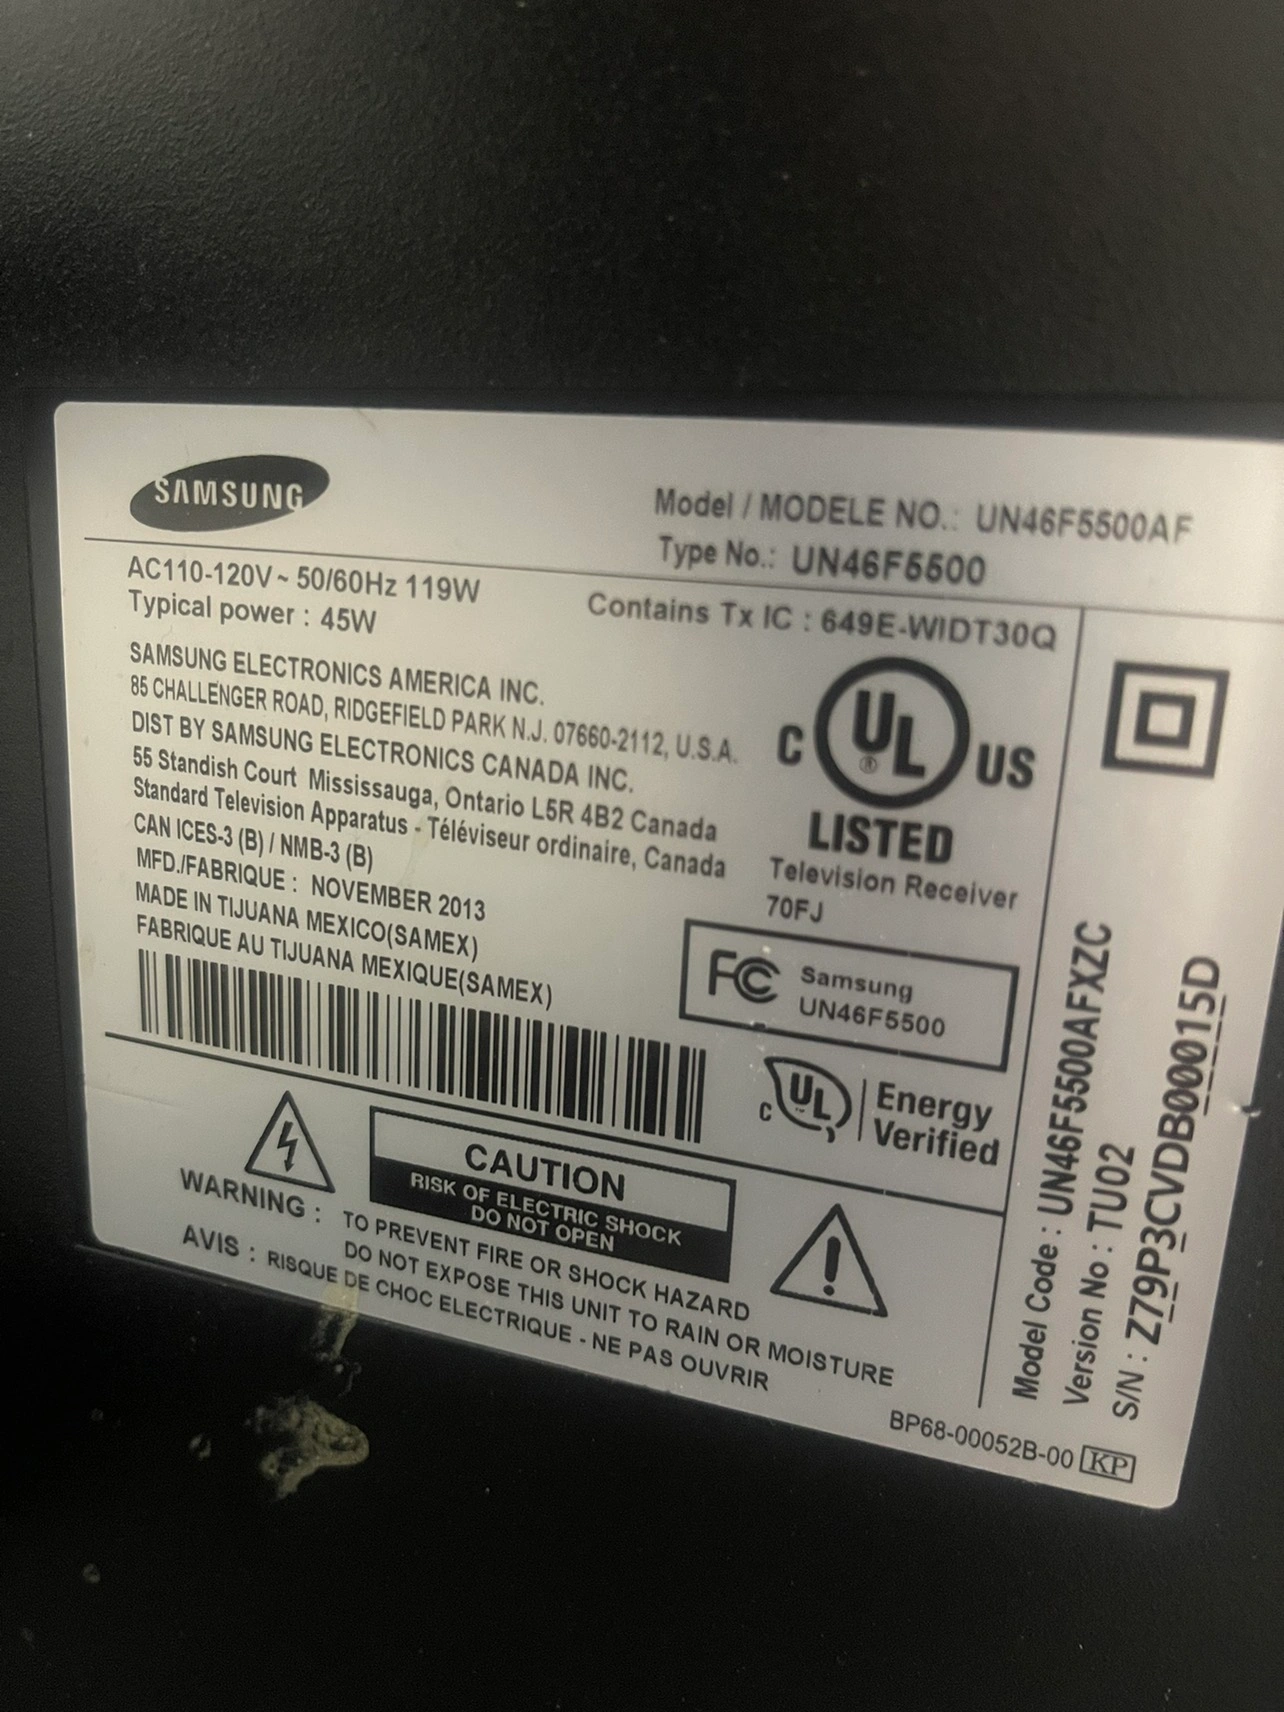 SAMSUNG
Model / MODELE NO.: UN46F5500AF
Type No.: UN46F5500
AC110-120V ~ 50/60Hz 119W
Typical power : 45W
Contains Tx IC : 649E-WIDT30Q
SAMSUNG ELECTRONICS AMERICA INC.
85 CHALLENGER ROAD, RIDGEFIELD PARK N.J. 07660-2112, U.S.A.
DIST BY SAMSUNG ELECTRONICS CANADA INC.
55 Standish Court Mississauga, Ontario L5R 4B2 Canada
Standard Television Apparatus - Téléviseur ordinaire, Canada
CAN ICES-3 (B) / NMB-3 (B)
MFD./FABRIQUE : NOVEMBER 2013
MADE IN TIJUANA MEXICO(SAMEX)
FABRIQUE AU TIJUANA MEXIQUE(SAMEX)
C UL ® US
LISTED
Television Receiver
70FJ
FC Samsung
UN46F5500
C UL Energy
Verified
CAUTION
RISK OF ELECTRIC SHOCK
DO NOT OPEN
WARNING : TO PREVENT FIRE OR SHOCK HAZARD
DO NOT EXPOSE THIS UNIT TO RAIN OR MOISTURE
AVIS : RISQUE DE CHOC ELECTRIQUE - NE PAS OUVRIR
BP68-00052B-00 KP
Model Code : UN46F5500AFXZC
Version No : TU02
S/N : Z79P3CVDB00015D